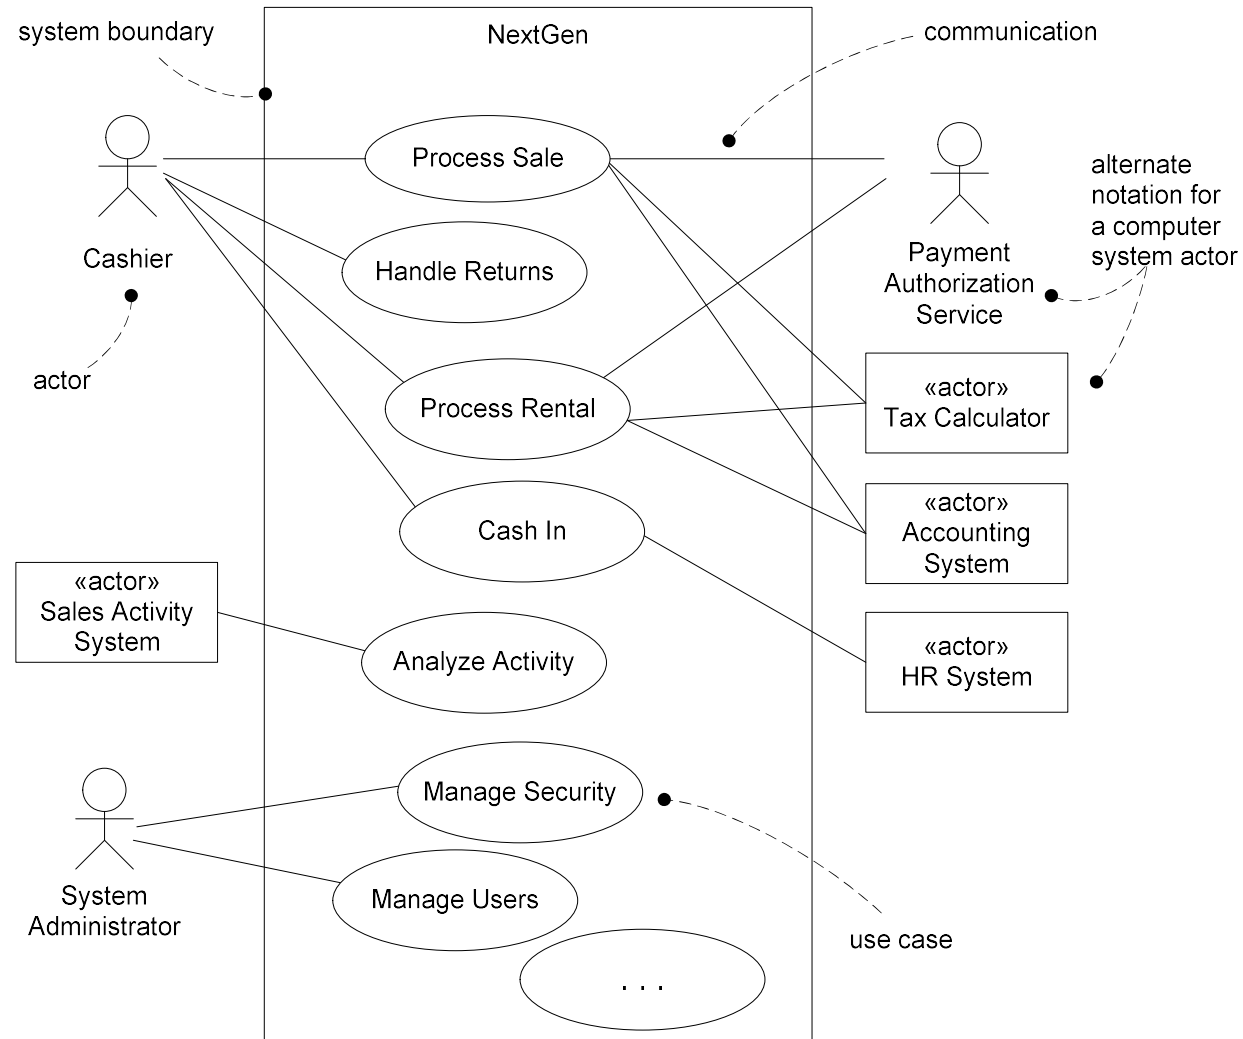 system boundary
NextGen
communication
Process Sale
alternate
notation for
a computer
system actor
Cashier
Handle Returns
Payment
Authorization
Service
actor
«actor»
Tax Calculator
Process Rental
«actor»
Accounting
System
Cash In
«actor»
Sales Activity
System
«actor»
HR System
Analyze Activity
Manage Security
System
Administrator
Manage Users
use case
. . .